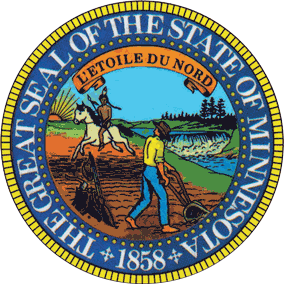 THE GREAT SEAL OF THE STATE OF MINNESOTA
L'ETOILE DU NORD
1858